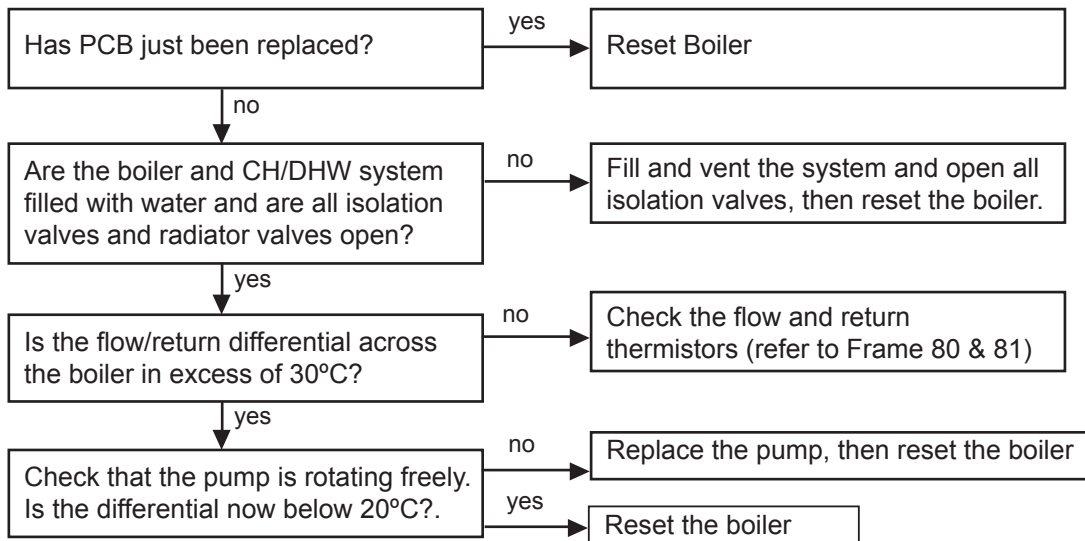 Has PCB just been replaced?
yes
Reset Boiler
no
Are the boiler and CH/DHW system
filled with water and are all isolation
valves and radiator valves open?
no
Fill and vent the system and open all
isolation valves, then reset the boiler.
yes
Is the flow/return differential across
the boiler in excess of 30ºC?
no
Check the flow and return
thermistors (refer to Frame 80 & 81)
yes
Check that the pump is rotating freely.
Is the differential now below 20ºC?.
no
Replace the pump, then reset the boiler
yes
Reset the boiler